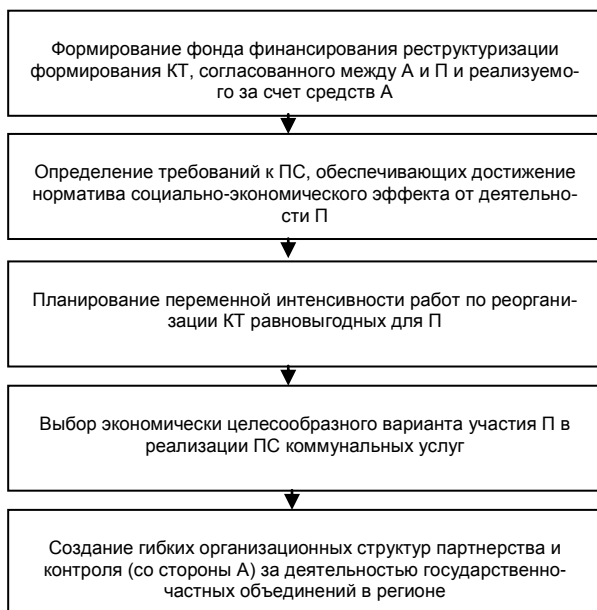 Формирование фонда финансирования реструктуризации
формирования КТ, согласованного между А и П и реализуемо-
го за счет средств А
Определение требований к ПС, обеспечивающих достижение
норматива социально-экономического эффекта от деятельно-
сти П
Планирование переменной интенсивности работ по реоргани-
зации КТ равновыгодных для П
Выбор экономически целесообразного варианта участия П в
реализации ПС коммунальных услуг
Создание гибких организационных структур партнерства и
контроля (со стороны А) за деятельностью государственно-
частных объединений в регионе